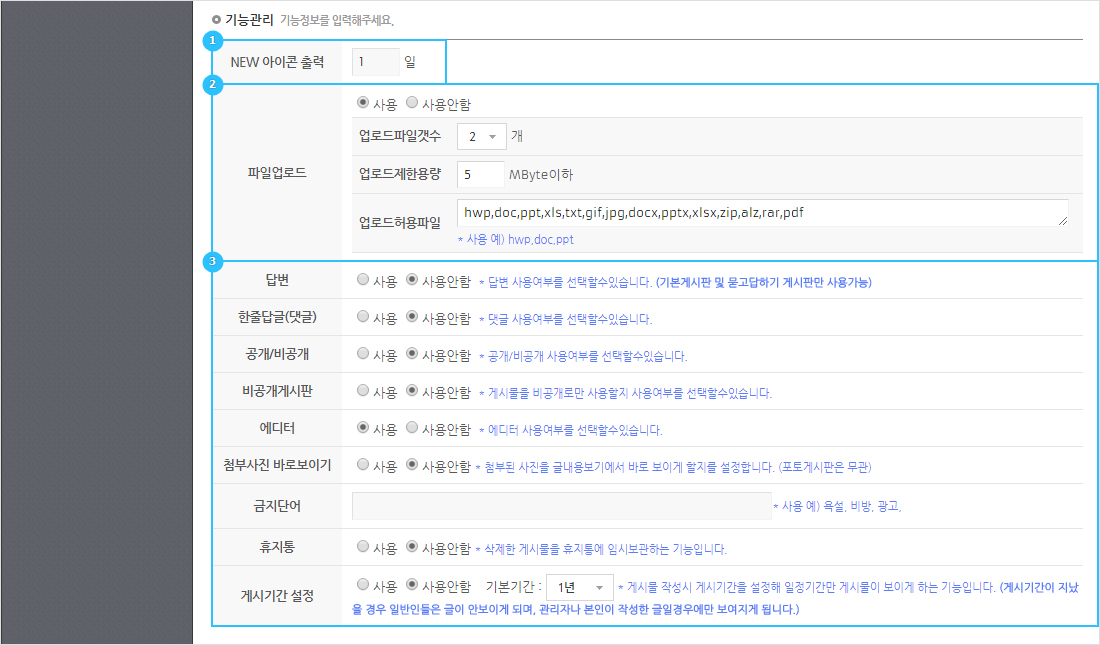 기능관리 기능정보를 입력해주세요.
1
NEW 아이콘 출력 1 일
2
사용 사용안함
업로드파일갯수 2 개
파일업로드
업로드제한용량 5 MByte이하
업로드허용파일 hwp,doc,ppt,xls,txt,gif,jpg,docx,pptx,xlsx,zip,alz,rar,pdf
* 사용 예) hwp,doc,ppt
3
답변 사용 사용안함 * 답변 사용여부를 선택할수있습니다. (기본게시판 및 묻고답하기 게시판만 사용가능)
한줄답글(댓글) 사용 사용안함 * 댓글 사용여부를 선택할수있습니다.
공개/비공개 사용 사용안함 * 공개/비공개 사용여부를 선택할수있습니다.
비공개게시판 사용 사용안함 * 게시물을 비공개로만 사용할지 사용여부를 선택할수있습니다.
에디터 사용 사용안함 * 에디터 사용여부를 선택할수있습니다.
첨부사진 바로보이기 사용 사용안함 * 첨부된 사진을 글내용보기에서 바로 보이게 할지를 설정합니다. (포토게시판은 무관)
금지단어 * 사용 예) 욕설, 비방, 광고,
휴지통 사용 사용안함 * 삭제한 게시물을 휴지통에 임시보관하는 기능입니다.
게시기간 설정 사용 사용안함 기본기간 : 1년 * 게시물 작성시 게시기간을 설정해 일정기간만 게시물이 보이게 하는 기능입니다. (게시기간이 지났
을 경우 일반인들은 글이 안보이게 되며, 관리자나 본인이 작성한 글일경우에만 보여지게 됩니다.)